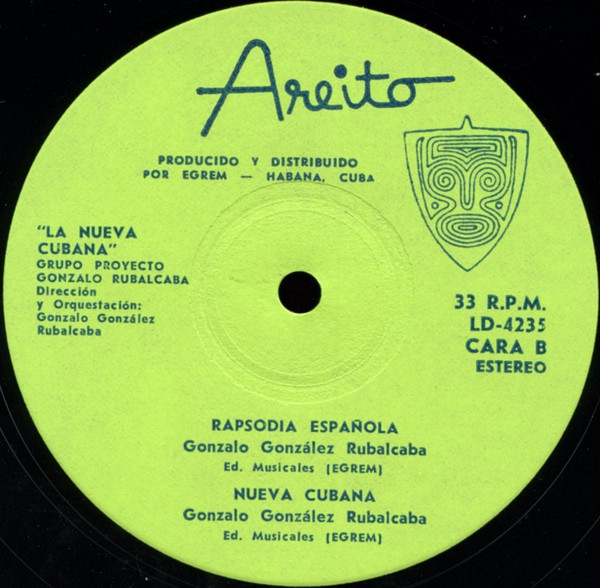 Areito
PRODUCIDO Y DISTRIBUIDO
POR EGREM — HABANA, CUBA
"LA NUEVA
CUBANA"
GRUPO PROYECTO
GONZALO RUBALCABA
Dirección
y Orquestación:
Gonzalo González
Rubalcaba
33 R.P.M.
LD-4235
CARA B
ESTEREO
RAPSODIA ESPAÑOLA
Gonzalo González Rubalcaba
Ed. Musicales (EGREM)
NUEVA CUBANA
Gonzalo González Rubalcaba
Ed. Musicales (EGREM)